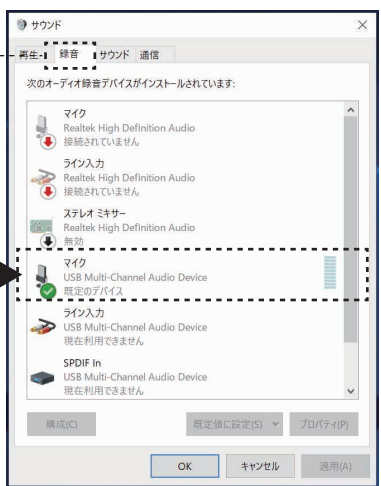 サウンド
再生 録音 サウンド 通信
次のオーディオ録音デバイスがインストールされています:
マイク
Realtek High Definition Audio
接続されていません
ライン入力
Realtek High Definition Audio
接続されていません
ステレオ ミキサー
Realtek High Definition Audio
無効
マイク
USB Multi-Channel Audio Device
既定のデバイス
ライン入力
USB Multi-Channel Audio Device
現在利用できません
SPDIF In
USB Multi-Channel Audio Device
現在利用できません
構成(C) 既定値に設定(S) プロパティ(P)
OK キャンセル 適用(A)